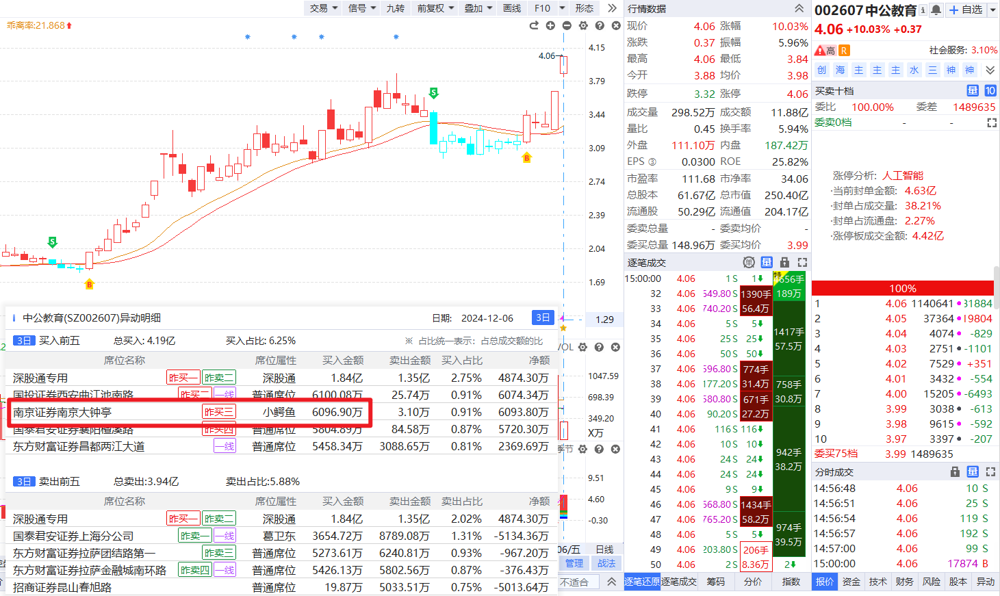 交易 信号 九转 前复权 叠加 画线 F10 形态
乖离率:21.868
4.06
4.15
3.79
3.44
3.09
2.74
2.39
2.04
1.69
1.29
S
B
S
B
中公教育(SZ002607)异动明细 日期: 2024-12-06 3日
3日 买入前五 总买入: 4.19亿 买入占比: 6.25% ※ 占比统一表示：占总成交额的比
席位名称 席位属性 买入金额 卖出金额 买入占比 净额
深股通专用 昨买一 昨卖二 深股通 1.84亿 1.35亿 2.75% 4874.30万
国投证券西安曲江池南路 昨买二 一线 普通席位 6100.08万 25.74万 0.91% 6074.34万
南京证券南京大钟亭 昨买三 小鳄鱼 6096.90万 3.10万 0.91% 6093.80万
国泰君安证券襄阳檀溪路 昨买四 普通席位 5804.89万 84.58万 0.87% 5720.30万
东方财富证券昌都两江大道 一线 普通席位 5458.34万 3088.65万 0.81% 2369.69万
3日 卖出前五 总卖出:3.94亿 卖出占比:5.88%
席位名称 席位属性 买入金额 卖出金额 卖出占比 净额
深股通专用 昨买一 昨卖二 深股通 1.84亿 1.35亿 2.02% 4874.30万
国泰君安证券上海分公司 昨卖一 一线 葛卫东 3654.72万 8789.08万 1.31% -5134.36万
东方财富证券拉萨团结路第一 昨卖三 普通席位 5273.61万 6240.81万 0.93% -967.20万
东方财富证券拉萨金融城南环路 昨卖四 一线 普通席位 5426.13万 5802.56万 0.87% -376.43万
招商证券昆山春旭路 普通席位 19.87万 5033.51万 0.75% -5013.64万
VOL
1047.59
698.39
349.20
X万
季节
9.51
4.60
-0.30
06/五 日线
管理 战法
不适合
行情数据
现价 4.06 涨幅 10.03%
涨跌 0.37 振幅 5.96%
最高 4.06 最低 3.84
今开 3.88 均价 3.98
跌停 3.32 涨停 4.06
成交量 298.52万 成交额 11.88亿
量比 0.45 换手率 5.94%
外盘 111.10万 内盘 187.42万
EPS ③ 0.0300 ROE 25.82%
市盈率 111.68 市净率 34.06
总股本 61.67亿 总市值 250.40亿
流通股 50.29亿 流通值 204.17亿
委卖总量 - 委卖均价 -
委买总量 148.96万 委买均价 3.99
逐笔成交 单 量
15:00:00 4.06 1 S 1
32 4.06 549.80 S
33 4.06 740.20 S
34 4.06 5 S 5
35 4.06 25 S 25
36 4.06 50 S 50
37 4.06 596.80 S
38 4.06 177.20 S
39 4.06 580.80 S
40 4.06 90.20 S
41 4.06 116 S 116
42 4.06 10 S 10
43 4.06 24 S 24
44 4.06 24 S 24
45 4.06 9 S 9
46 4.06 568.80 S
47 4.06 765.20 S
48 4.06 5 S 5
49 4.06 203.80 S
50 4.06 2 S 2
1390手
56.4万
774手
31.4万
671手
27.2万
1434手
58.2万
206手
8.36万
特
656手
189万
1417手
57.5万
758手
30.8万
942手
38.2万
974手
39.5万
逐笔还原 逐笔成交 筹码 分价 指数
002607 中公教育 自选
4.06 +10.03% +0.37
高 R 社会服务: 3.10%
创 海 主 主 主 水 三 神 神
买卖十档 量 10
委比 100.00% 委差 1489635
委卖0档 - -
涨停分析: 人工智能
·当前封单金额: 4.63亿
·封单占成交量: 38.21%
·封单占流通盘: 2.27%
·涨停板成交金额: 4.42亿
100%
1 4.06 1140641 31884
2 4.05 37364 19804
3 4.04 4074 -829
4 4.03 2751 -1101
5 4.02 7529 +351
6 4.01 3432 -554
7 4.00 15205 -6493
8 3.99 3038 -613
9 3.98 9615 -592
10 3.97 3397 -207
委买75档 3.99 1489635
分时成交 量
14:56:48 4.06 10 S
14:56:51 4.06 25 S
14:56:54 4.06 119 S
14:56:57 4.06 192 S
14:57:00 4.06 99 S
15:00:00 4.06 17874 B
报价 资金 技术 财务 风险 股本 异动